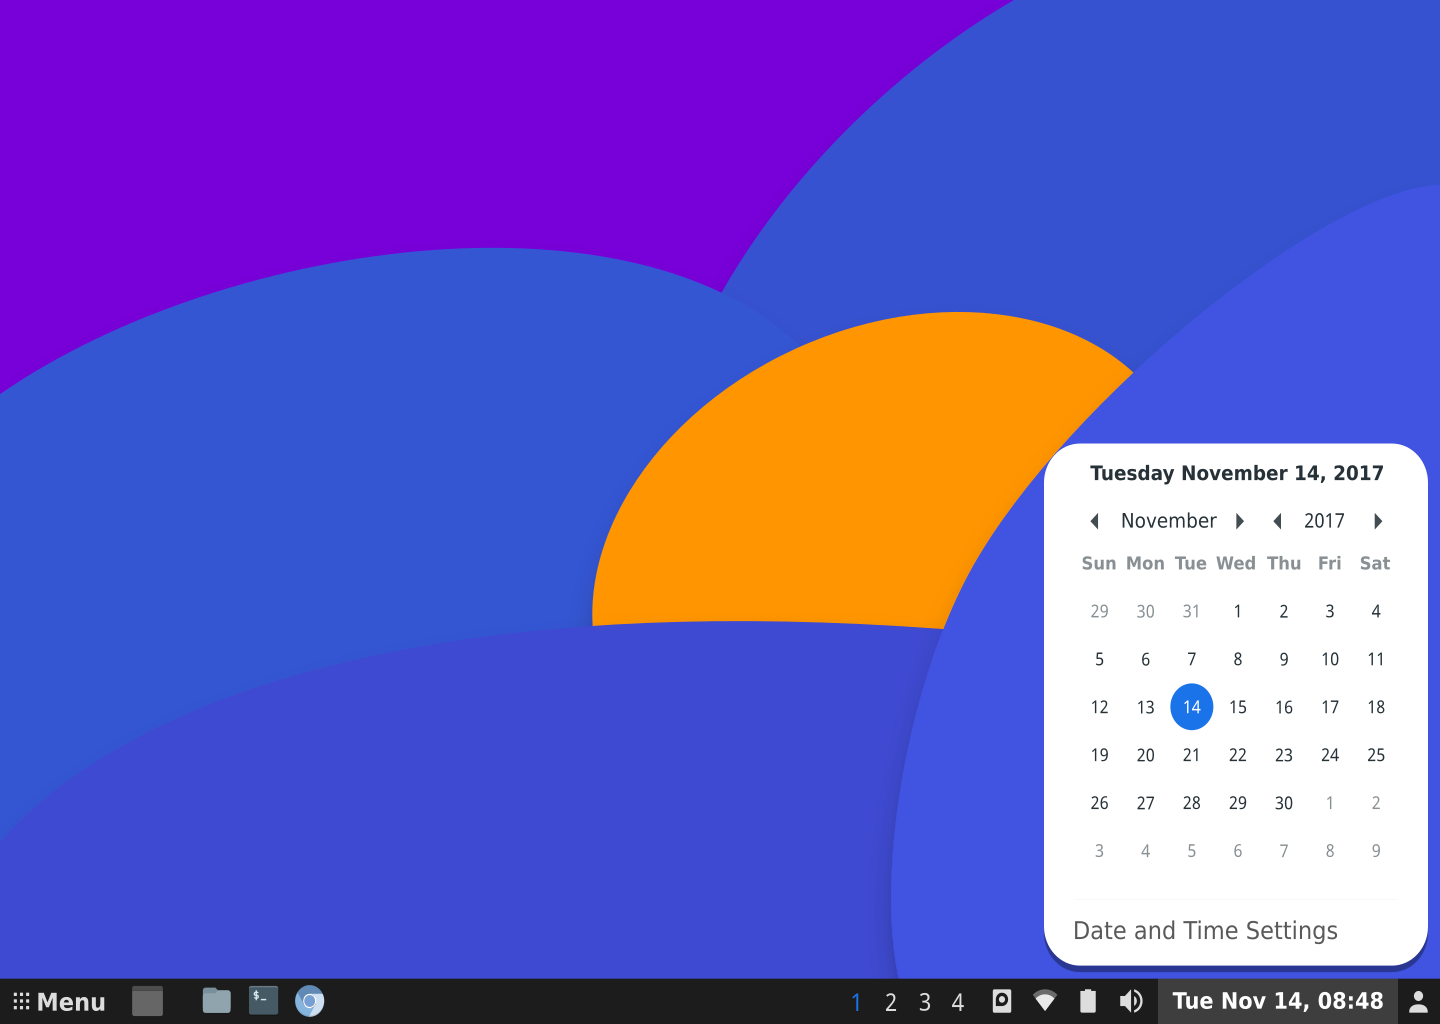 Tuesday November 14, 2017
November 2017
Sun Mon Tue Wed Thu Fri Sat
29 30 31 1 2 3 4
5 6 7 8 9 10 11
12 13 14 15 16 17 18
19 20 21 22 23 24 25
26 27 28 29 30 1 2
3 4 5 6 7 8 9
Date and Time Settings
Menu $- 1 2 3 4 Tue Nov 14, 08:48